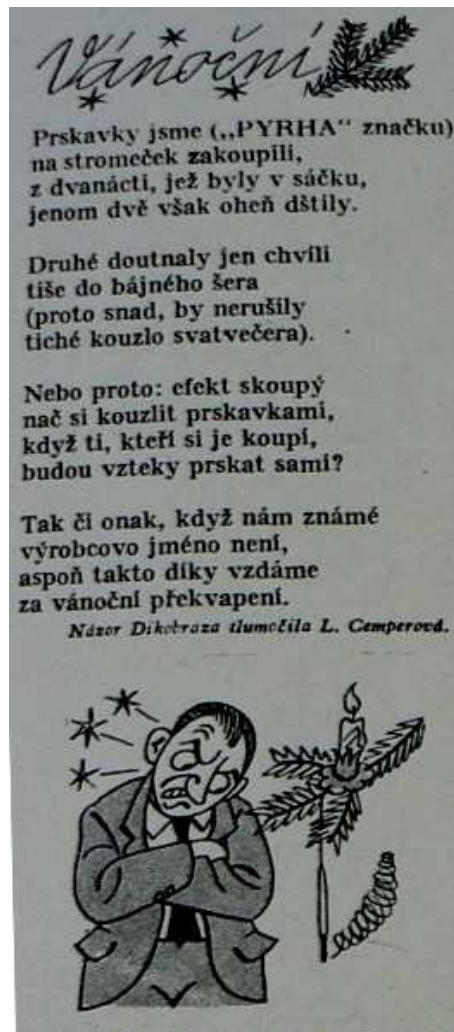 Vánoční
Prskavky jsme („PYRHA“ značku)
na stromeček zakoupili,
z dvanácti, jež byly v sáčku,
jenom dvě však oheň dštily.
Druhé doutnaly jen chvíli
tiše do bájného šera
(proto snad, by nerušily
tiché kouzlo svatvečera).
Nebo proto: efekt skoupý
nač si kouzlit prskavkami,
když ti, kteří si je koupí,
budou vzteky prskat sami?
Tak či onak, když nám známé
výrobcovo jméno není,
aspoň takto díky vzdáme
za vánoční překvapení.
Názor Dikobraza tlumočila L. Cemperová.